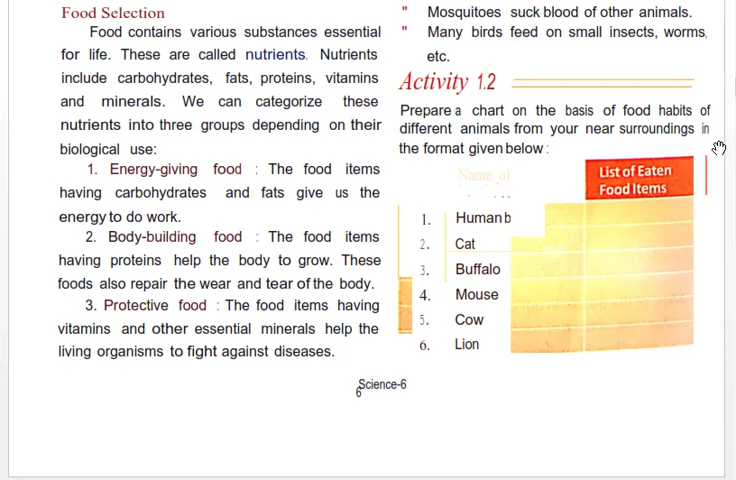 Food Selection
Food contains various substances essential
for life. These are called nutrients. Nutrients
include carbohydrates, fats, proteins, vitamins
and minerals. We can categorize these
nutrients into three groups depending on their
biological use:
1. Energy-giving food : The food items
having carbohydrates and fats give us the
energy to do work.
2. Body-building food : The food items
having proteins help the body to grow. These
foods also repair the wear and tear of the body.
3. Protective food : The food items having
vitamins and other essential minerals help the
living organisms to fight against diseases.
" Mosquitoes suck blood of other animals.
" Many birds feed on small insects, worms,
etc.
Activity 1.2
Prepare a chart on the basis of food habits of
different animals from your near surroundings in
the format given below :
Name of
List of Eaten
Food Items
1. Human b
2. Cat
3. Buffalo
4. Mouse
5. Cow
6. Lion
Science-6
6